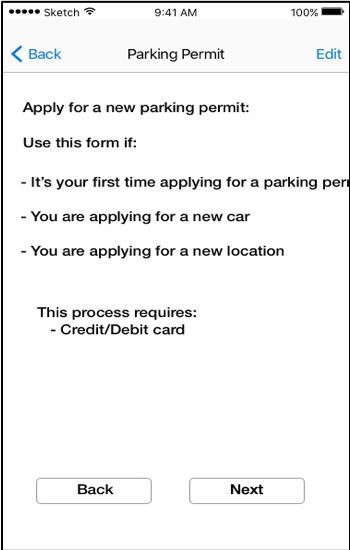 Sketch 9:41 AM 100%
Back Parking Permit Edit
Apply for a new parking permit:
Use this form if:
- It's your first time applying for a parking
- You are applying for a new car
- You are applying for a new location
This process requires:
- Credit/Debit card
Back Next